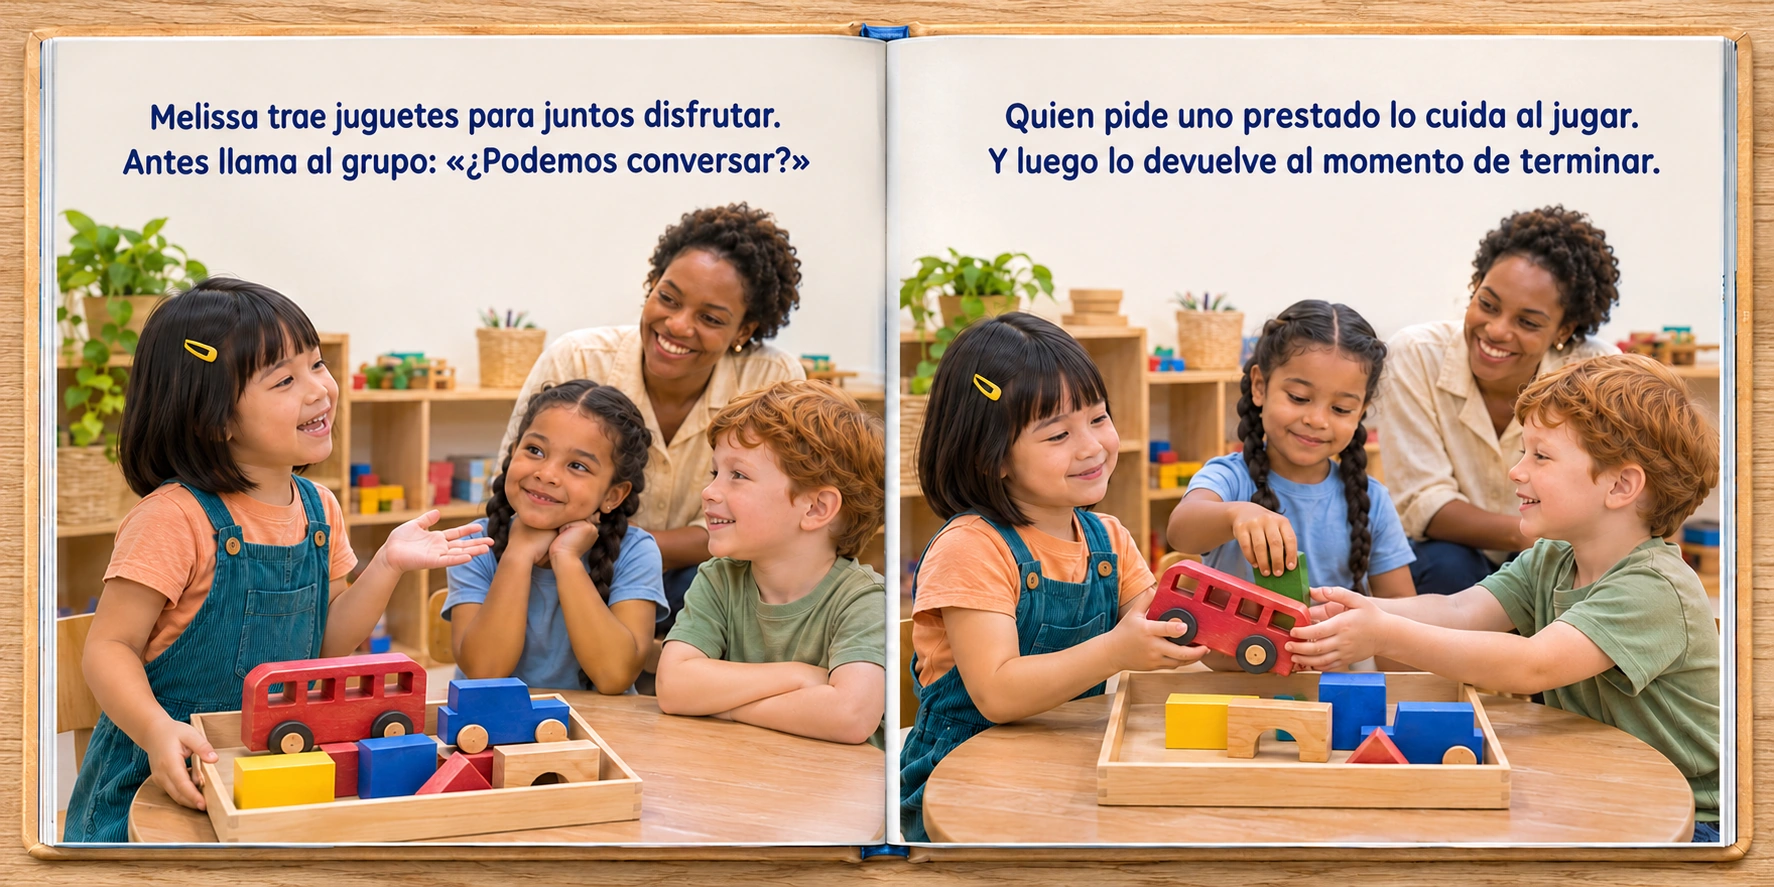 Melissa trae juguetes para juntos disfrutar.
Antes llama al grupo: «¿Podemos conversar?»
Quien pide uno prestado lo cuida al jugar.
Y luego lo devuelve al momento de terminar.